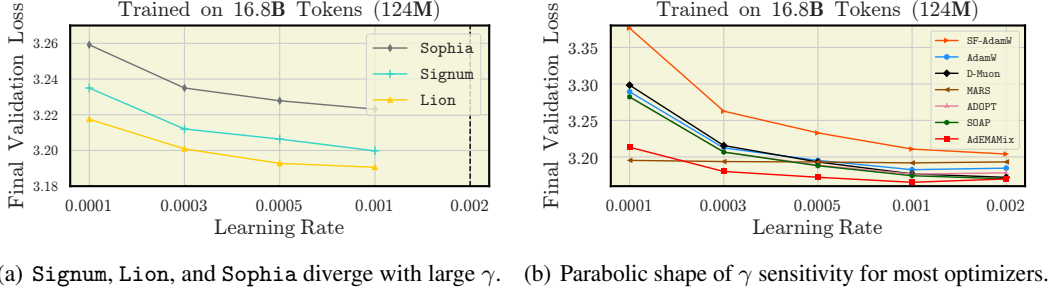 Trained on 16.8B Tokens (124M)
Final Validation Loss
3.26
3.24
3.22
3.20
3.18
Sophia
Signum
Lion
0.0001
0.0003
0.0005
0.001
0.002
Learning Rate
(a) Signum, Lion, and Sophia diverge with large γ.
Trained on 16.8B Tokens (124M)
Final Validation Loss
3.35
3.30
3.25
3.20
SF-AdamW
AdamW
D-Muon
MARS
ADOPT
SOAP
AdEMAMix
0.0001
0.0003
0.0005
0.001
0.002
Learning Rate
(b) Parabolic shape of γ sensitivity for most optimizers.